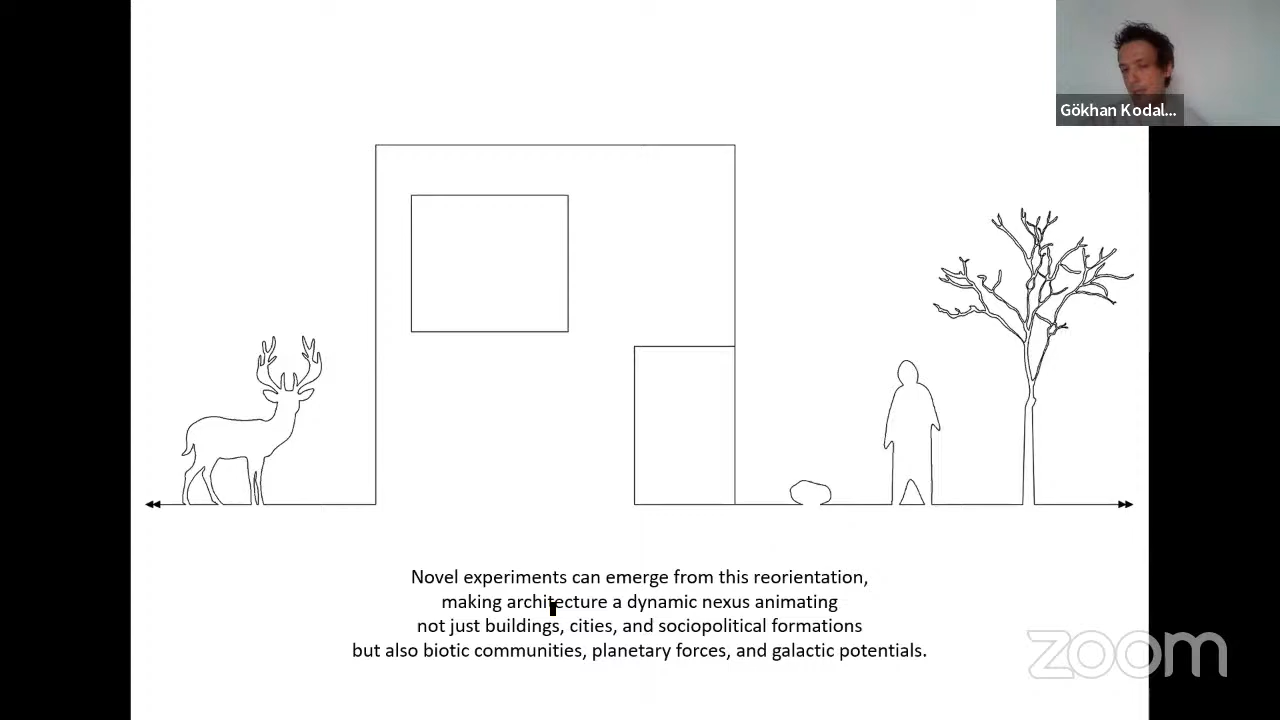 Gökhan Kodal...
Novel experiments can emerge from this reorientation,
making architecture a dynamic nexus animating
not just buildings, cities, and sociopolitical formations
but also biotic communities, planetary forces, and galactic potentials.
zoom